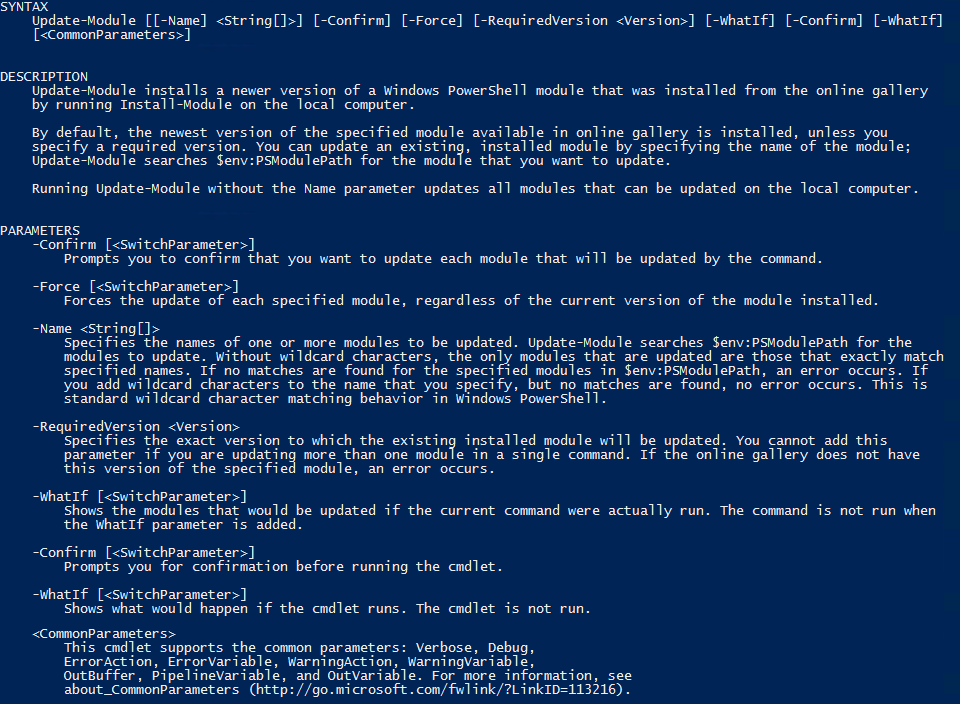 SYNTAX
Update-Module [[-Name] <String[]>] [-Confirm] [-Force] [-RequiredVersion <Version>] [-WhatIf] [-Confirm] [-WhatIf]
[<CommonParameters>]
DESCRIPTION
Update-Module installs a newer version of a Windows PowerShell module that was installed from the online gallery
by running Install-Module on the local computer.
By default, the newest version of the specified module available in online gallery is installed, unless you
specify a required version. You can update an existing, installed module by specifying the name of the module;
Update-Module searches $env:PSModulePath for the module that you want to update.
Running Update-Module without the Name parameter updates all modules that can be updated on the local computer.
PARAMETERS
-Confirm [<SwitchParameter>]
Prompts you to confirm that you want to update each module that will be updated by the command.
-Force [<SwitchParameter>]
Forces the update of each specified module, regardless of the current version of the module installed.
-Name <String[]>
Specifies the names of one or more modules to be updated. Update-Module searches $env:PSModulePath for the
modules to update. Without wildcard characters, the only modules that are updated are those that exactly match
specified names. If no matches are found for the specified modules in $env:PSModulePath, an error occurs. If
you add wildcard characters to the name that you specify, but no matches are found, no error occurs. This is
standard wildcard character matching behavior in Windows PowerShell.
-RequiredVersion <Version>
Specifies the exact version to which the existing installed module will be updated. You cannot add this
parameter if you are updating more than one module in a single command. If the online gallery does not have
this version of the specified module, an error occurs.
-WhatIf [<SwitchParameter>]
Shows the modules that would be updated if the current command were actually run. The command is not run when
the WhatIf parameter is added.
-Confirm [<SwitchParameter>]
Prompts you for confirmation before running the cmdlet.
-WhatIf [<SwitchParameter>]
Shows what would happen if the cmdlet runs. The cmdlet is not run.
<CommonParameters>
This cmdlet supports the common parameters: Verbose, Debug,
ErrorAction, ErrorVariable, WarningAction, WarningVariable,
OutBuffer, PipelineVariable, and OutVariable. For more information, see
about_CommonParameters (http://go.microsoft.com/fwlink/?LinkID=113216).